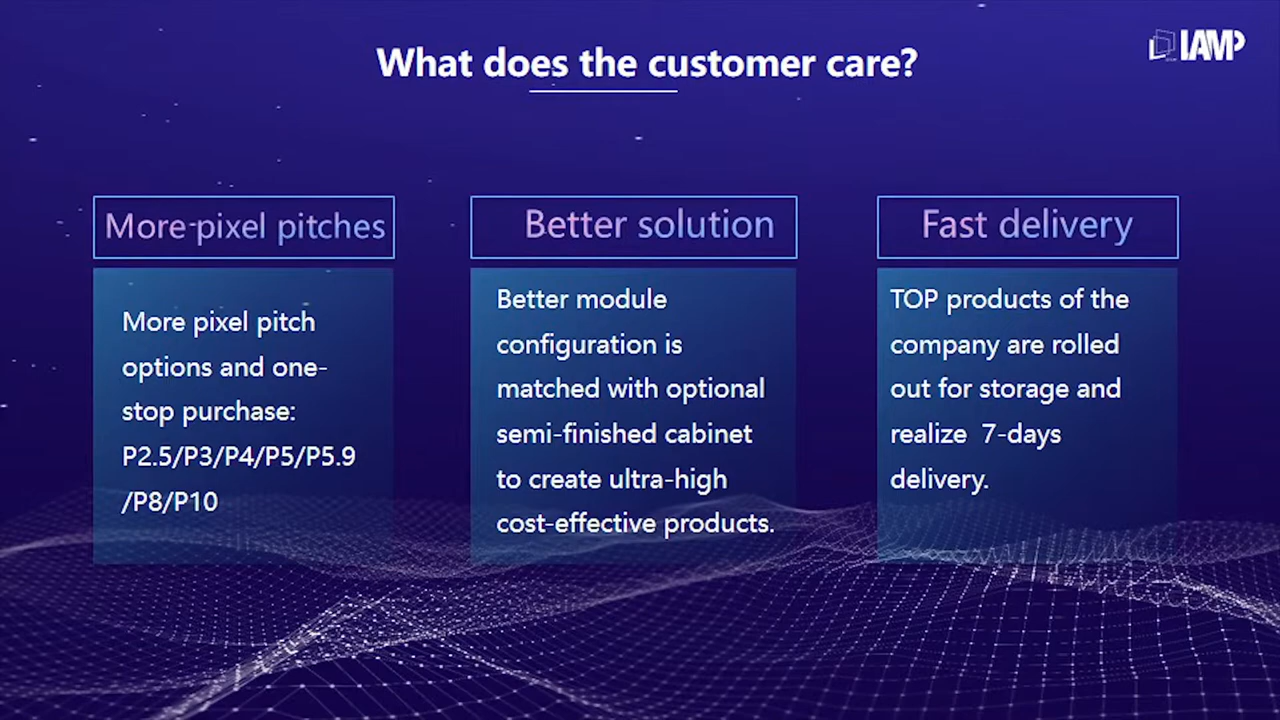 What does the customer care?
LAMP
More pixel pitches
More pixel pitch
options and one-
stop purchase:
P2.5/P3/P4/P5/P5.9
/P8/P10
Better solution
Better module
configuration is
matched with optional
semi-finished cabinet
to create ultra-high
cost-effective products.
Fast delivery
TOP products of the
company are rolled
out for storage and
realize 7-days
delivery.